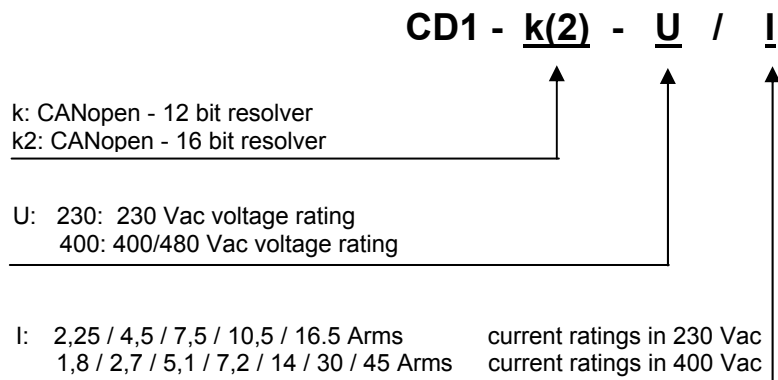 CD1 - k(2) - U / I
k: CANopen - 12 bit resolver
k2: CANopen - 16 bit resolver
U: 230: 230 Vac voltage rating
400: 400/480 Vac voltage rating
I: 2,25 / 4,5 / 7,5 / 10,5 / 16.5 Arms current ratings in 230 Vac
1,8 / 2,7 / 5,1 / 7,2 / 14 / 30 / 45 Arms current ratings in 400 Vac